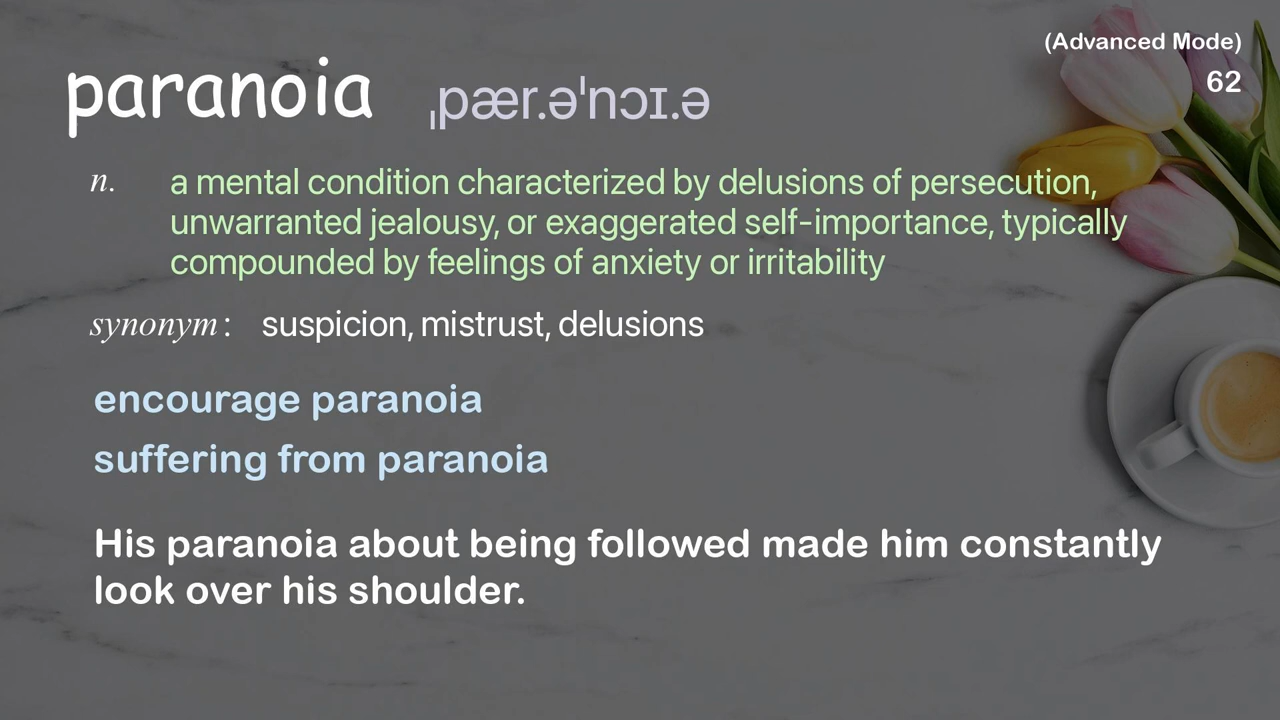 (Advanced Mode)
62
paranoia ˌpær.əˈnɔɪ.ə
n. a mental condition characterized by delusions of persecution,
unwarranted jealousy, or exaggerated self-importance, typically
compounded by feelings of anxiety or irritability
synonym: suspicion, mistrust, delusions
encourage paranoia
suffering from paranoia
His paranoia about being followed made him constantly
look over his shoulder.